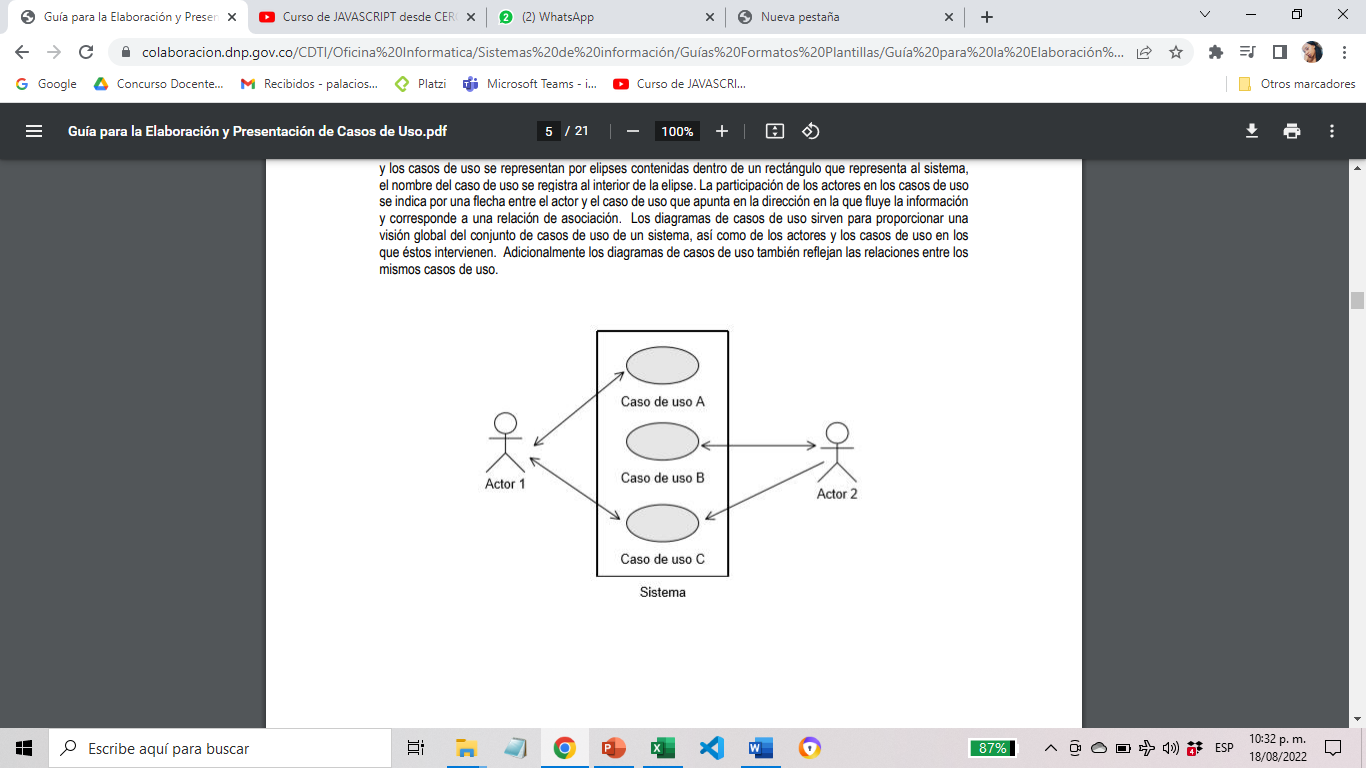 Guía para la Elaboración y Presen
Curso de JAVASCRIPT desde CER
(2) WhatsApp
Nueva pestaña
colaboracion.dnp.gov.co/CDTI/Oficina%20Informatica/Sistemas%20de%20información/Guías%20Formatos%20Plantillas/Guía%20para%20la%20Elaboración%...
Google
Concurso Docente...
Recibidos - palacios...
Platzi
Microsoft Teams - i...
Curso de JAVASCRI...
Otros marcadores
Guía para la Elaboración y Presentación de Casos de Uso.pdf
5 / 21
100%
y los casos de uso se representan por elipses contenidas dentro de un rectángulo que representa al sistema,
el nombre del caso de uso se registra al interior de la elipse. La participación de los actores en los casos de uso
se indica por una flecha entre el actor y el caso de uso que apunta en la dirección en la que fluye la información
y corresponde a una relación de asociación. Los diagramas de casos de uso sirven para proporcionar una
visión global del conjunto de casos de uso de un sistema, así como de los actores y los casos de uso en los
que éstos intervienen. Adicionalmente los diagramas de casos de uso también reflejan las relaciones entre los
mismos casos de uso.
Caso de uso A
Caso de uso B
Actor 1
Actor 2
Caso de uso C
Sistema
Escribe aquí para buscar
87%
ESP
10:32 p. m.
18/08/2022